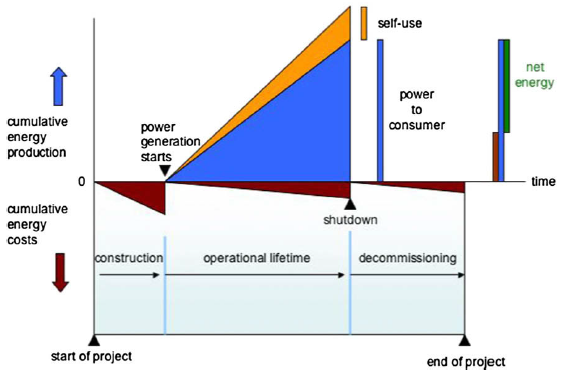 self-use
net
energy
power
to
consumer
cumulative
energy
production
power
generation
starts
0
time
cumulative
energy
costs
shutdown
construction
operational lifetime
decommissioning
start of project
end of project